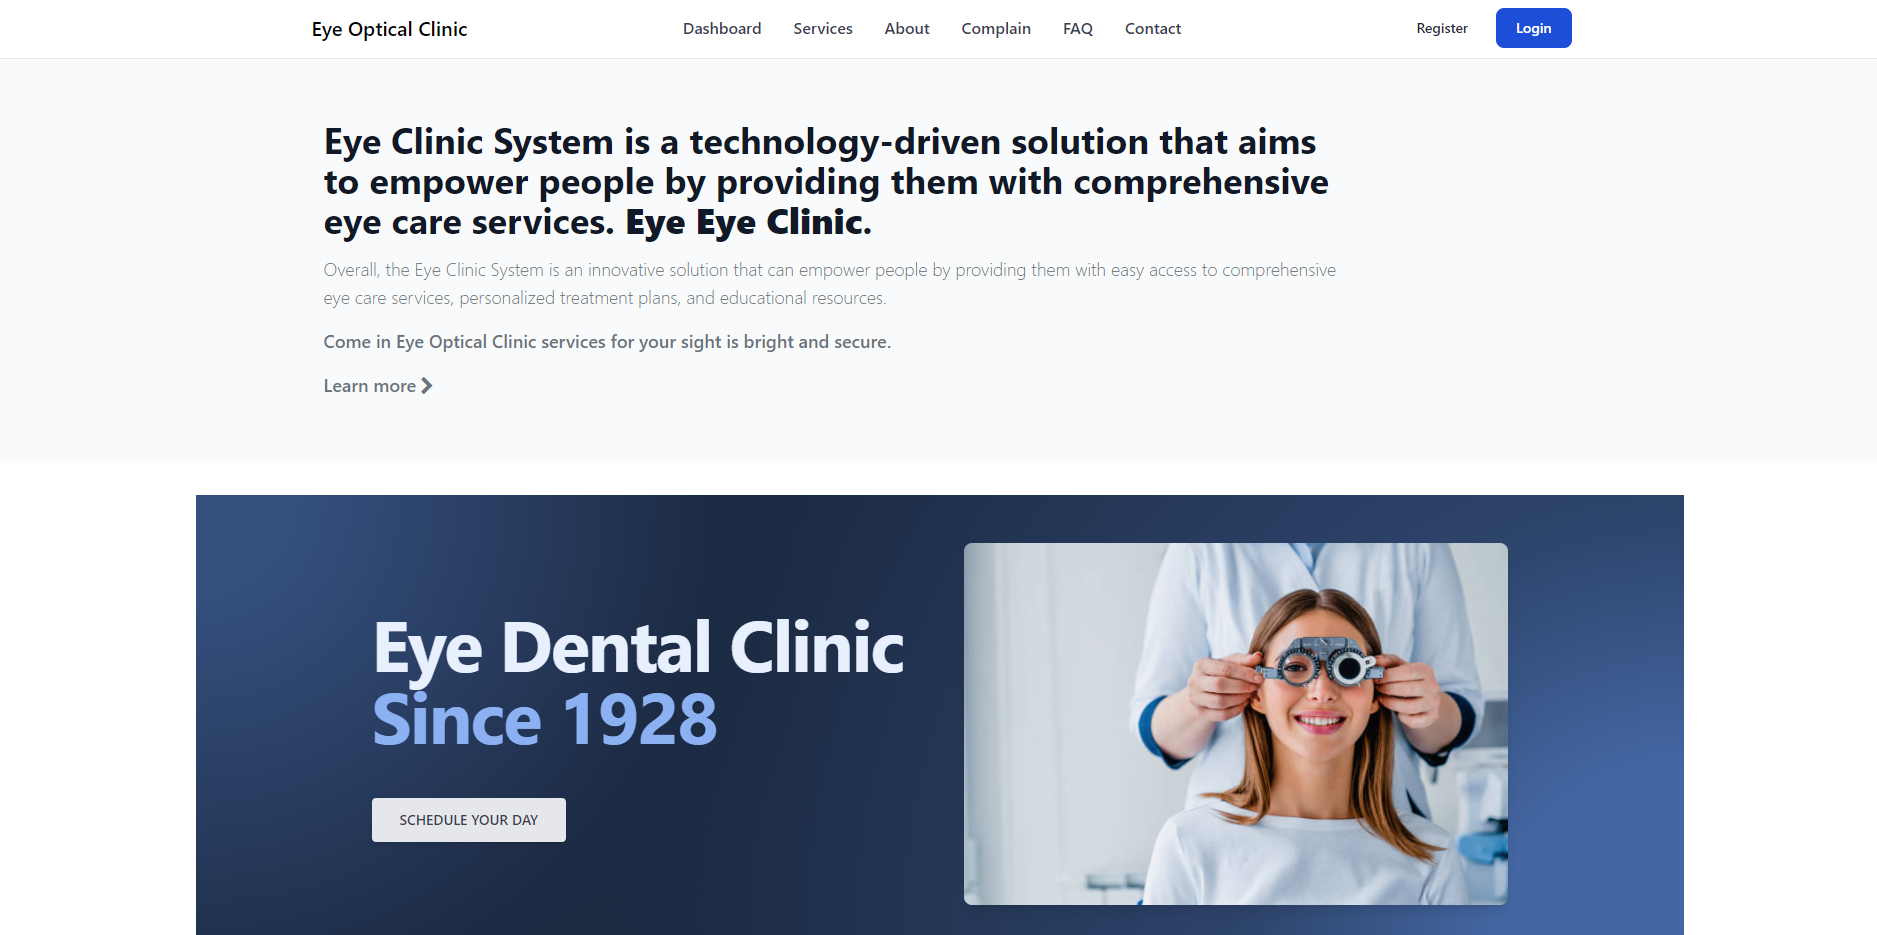 Eye Optical Clinic
Dashboard
Services
About
Complain
FAQ
Contact
Register
Login
Eye Clinic System is a technology-driven solution that aims
to empower people by providing them with comprehensive
eye care services. Eye Eye Clinic.
Overall, the Eye Clinic System is an innovative solution that can empower people by providing them with easy access to comprehensive
eye care services, personalized treatment plans, and educational resources.
Come in Eye Optical Clinic services for your sight is bright and secure.
Learn more
Eye Dental Clinic
Since 1928
SCHEDULE YOUR DAY